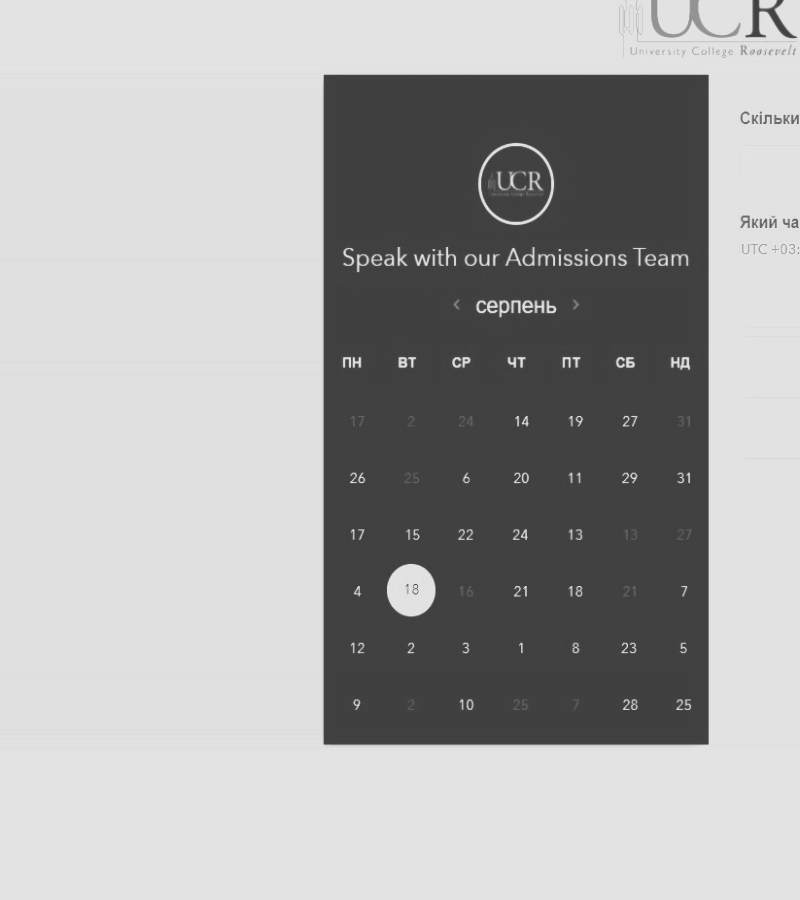 UCR
University College Roosevelt
Скільки
UCR
Який ча
Speak with our Admissions Team
UTC +03:
< серпень >
ПН ВТ СР ЧТ ПТ СБ НД
17 2 24 14 19 27 31
26 25 6 20 11 29 31
17 15 22 24 13 13 27
4 18 16 21 18 21 7
12 2 3 1 8 23 5
9 2 10 25 7 28 25